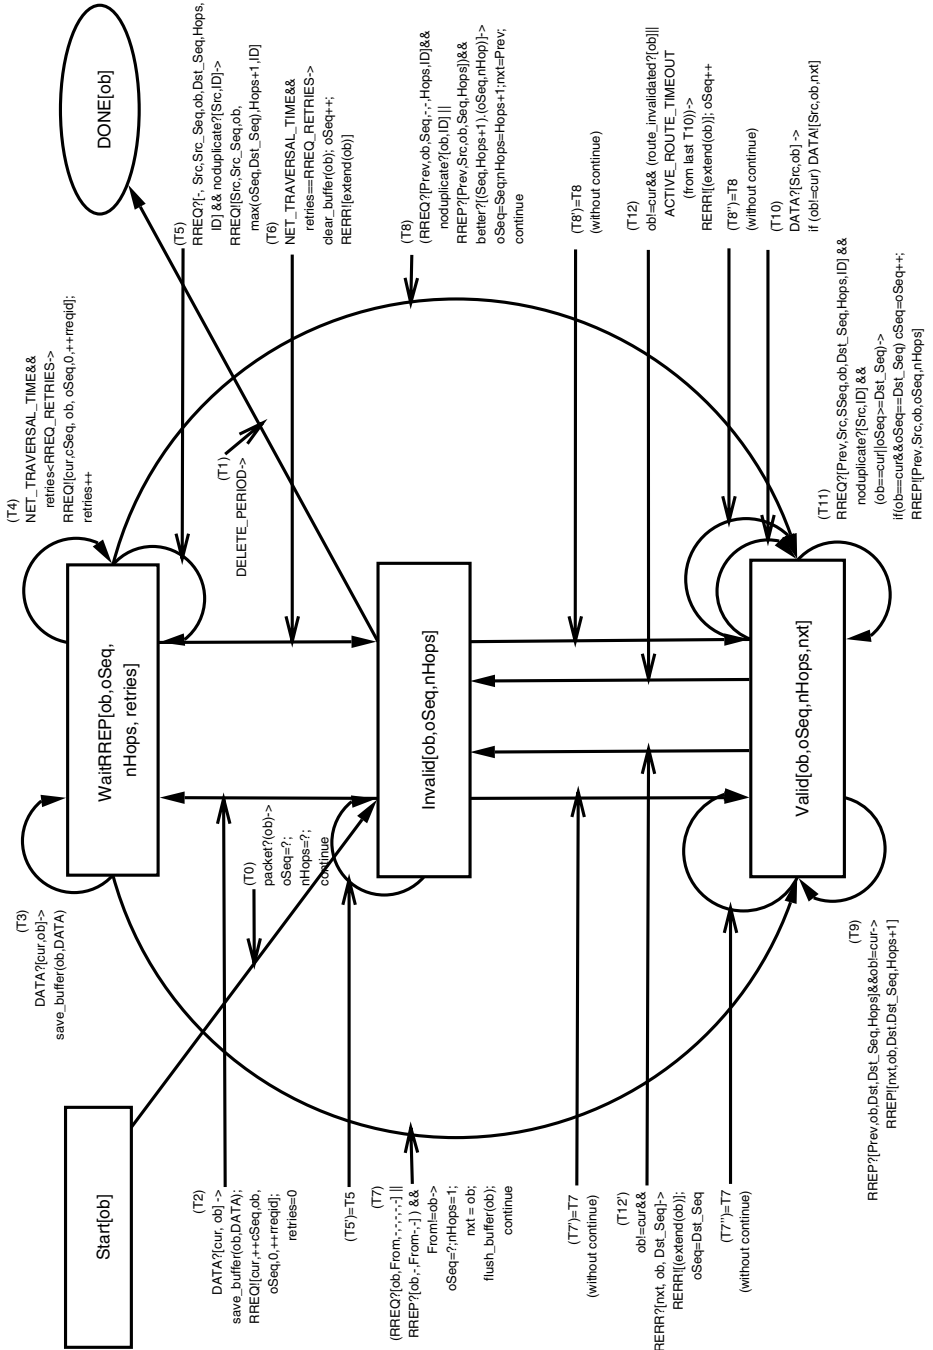 DONE[ob]
(T5)
RREQ?[-, Src,Src_Seq,ob,Dst_Seq,Hops,
ID] && noduplicate?[Src,ID]->
RREQ![Src,Src_Seq,ob,
max(oSeq,Dst_Seq),Hops+1,ID]
(T6)
NET_TRAVERSAL_TIME&&
retries==RREQ_RETRIES->
clear_buffer(ob); oSeq++;
RERR![extend(ob)]
(T8)
(RREQ?[Prev,ob,Seq,-,-,Hops,ID]&&
noduplicate?[ob,ID] ||
RREP?[Prev,Src,ob,Seq,Hops])&&
better?[(Seq,Hops+1),(oSeq,nHop)]->
oSeq=Seq;nHops=Hops+1;nxt=Prev;
continue
(T8')=T8
(without continue)
(T12)
ob!=cur&& (route_invalidated?[ob]||
ACTIVE_ROUTE_TIMEOUT
(from last T10))->
RERR![(extend(ob)]; oSeq++
(T8'')=T8
(without continue)
(T10)
DATA?[Src,ob] ->
if (ob!=cur) DATA![Src,ob,nxt]
(T4)
NET_TRAVERSAL_TIME&&
retries<RREQ_RETRIES->
RREQ![cur,cSeq, ob, oSeq,0,++rreqid];
retries++
(T1)
DELETE_PERIOD->
(T11)
RREQ?[Prev,Src,SSeq,ob,Dst_Seq,Hops,ID] &&
noduplicate?[Src,ID] &&
(ob==cur||oSeq>=Dst_Seq)->
if(ob==cur&&oSeq==Dst_Seq) cSeq=oSeq++;
RREP![Prev,Src,ob,oSeq,nHops]
WaitRREP[ob,oSeq,
nHops, retries]
Invalid[ob,oSeq,nHops]
Valid[ob,oSeq,nHops,nxt]
(T3)
DATA?[cur,ob]->
save_buffer(ob,DATA)
(T0)
packet?(ob)->
oSeq=?;
nHops=?;
continue
(T9)
RREP?[Prev,ob,Dst,Dst_Seq,Hops]&&ob!=cur->
RREP![nxt,ob,Dst.Dst_Seq,Hops+1]
Start[ob]
(T2)
DATA?[cur, ob] ->
save_buffer(ob,DATA);
RREQ![cur,++cSeq,ob,
oSeq,0,++rreqid];
retries=0
(T5')=T5
(T7)
(RREQ?[ob,From,-,-,-,-,-] ||
RREP?[ob,-,From-,-] ) &&
From!=ob->
oSeq=?;nHops=1;
nxt = ob;
flush_buffer(ob);
continue
(T7')=T7
(without continue)
(T12')
ob!=cur&&
RERR?[nxt, ob, Dst_Seq]->
RERR![(extend(ob)];
oSeq=Dst_Seq
(T7'')=T7
(without continue)